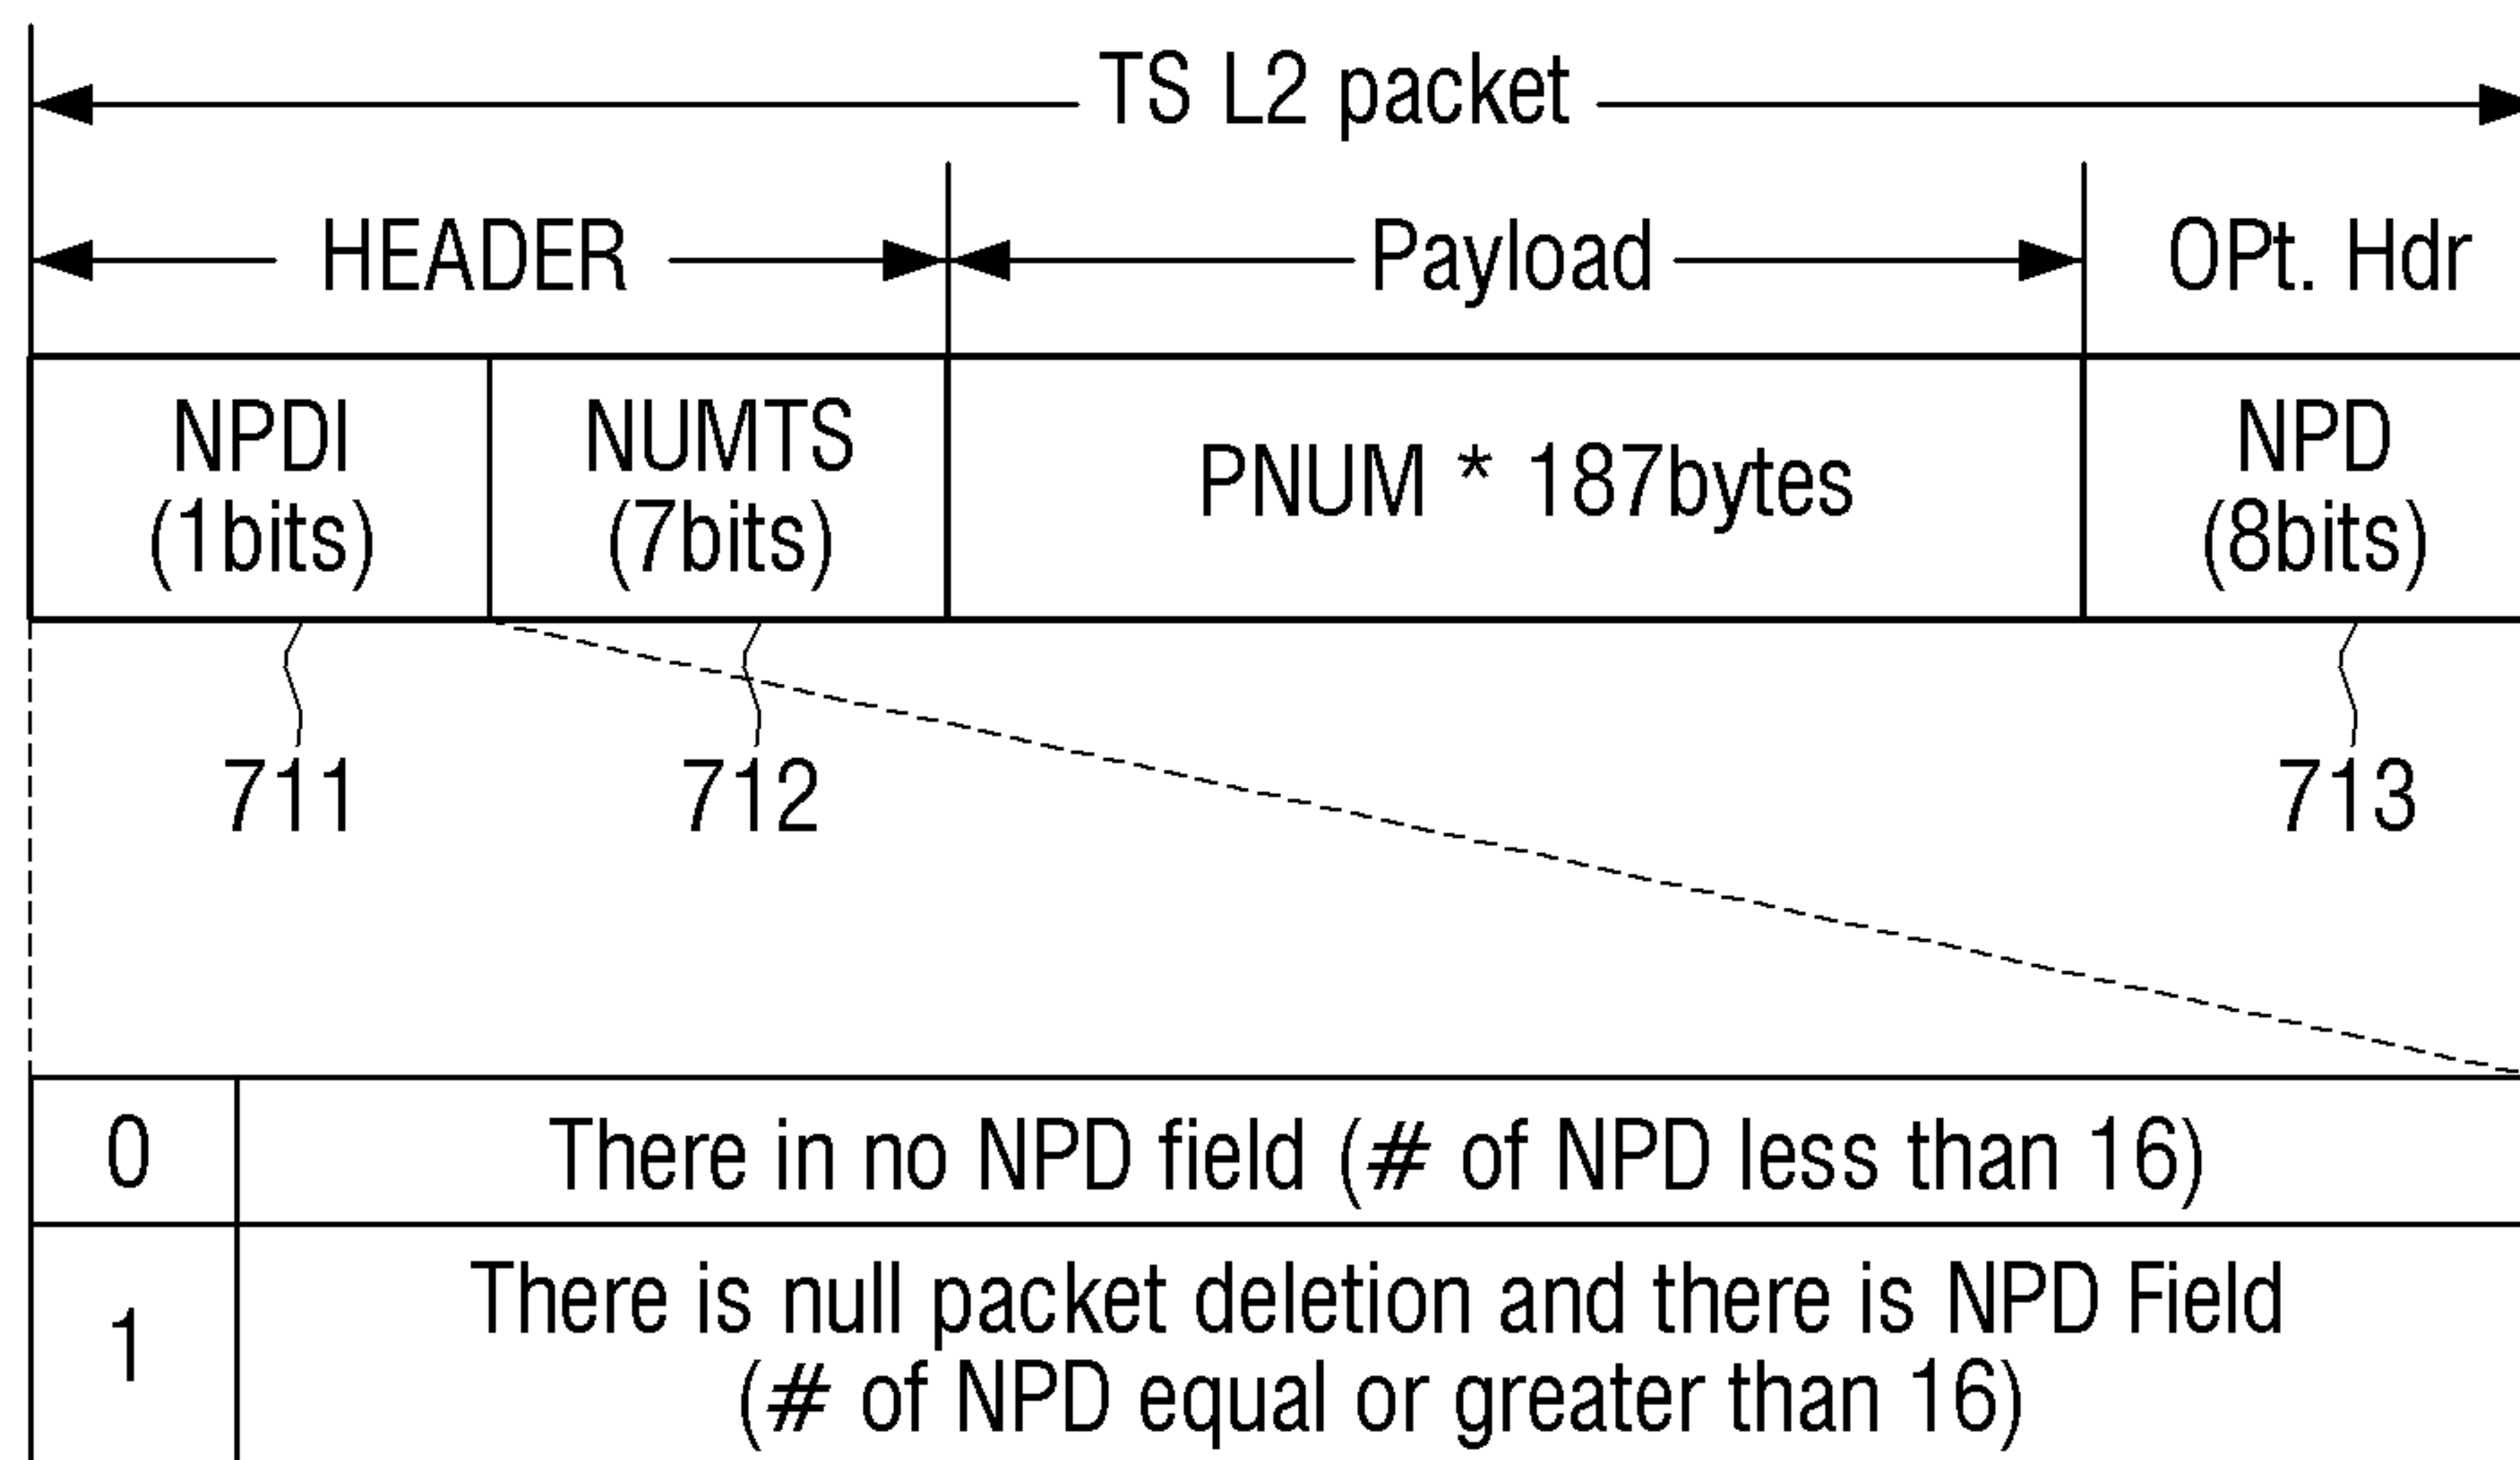 TS L2 packet
HEADER
Payload
OPt. Hdr
NPDI
(1bits)
NUMTS
(7bits)
PNUM * 187bytes
NPD
(8bits)
711
712
713
0
There in no NPD field (# of NPD less than 16)
1
There is null packet deletion and there is NPD Field
(# of NPD equal or greater than 16)